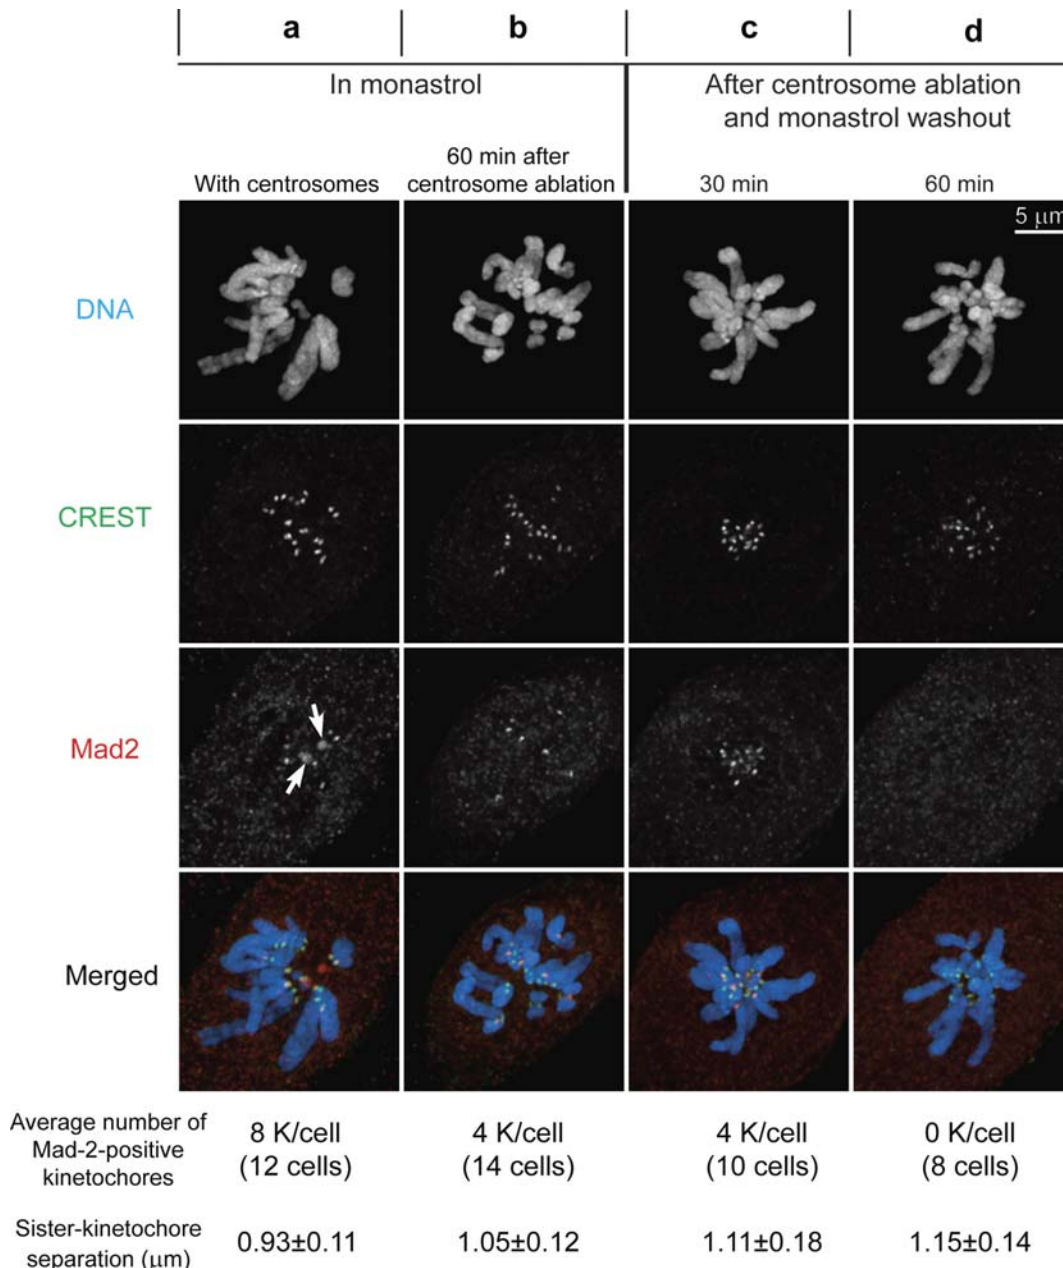 a b c d
In monastrol
After centrosome ablation
and monastrol washout
With centrosomes
60 min after
centrosome ablation
30 min
60 min
5 μm
DNA
CREST
Mad2
Merged
Average number of
Mad-2-positive
kinetochores
8 K/cell
(12 cells)
4 K/cell
(14 cells)
4 K/cell
(10 cells)
0 K/cell
(8 cells)
Sister-kinetochore
separation (μm)
0.93±0.11
1.05±0.12
1.11±0.18
1.15±0.14